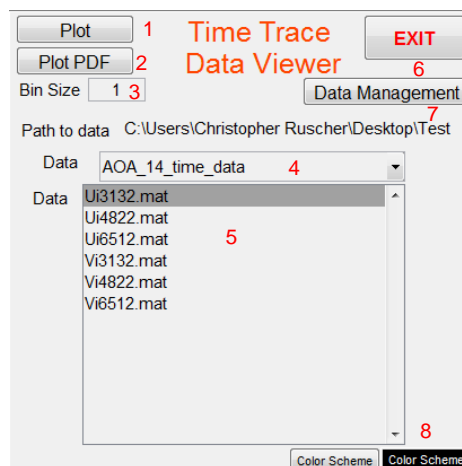 Plot 1 Time Trace EXIT
Plot PDF 2 Data Viewer 6
Bin Size 1 3 Data Management
7
Path to data C:\Users\Christopher Ruscher\Desktop\Test
Data AOA_14_time_data 4
Data Ui3132.mat
Ui4822.mat
Ui6512.mat 5
Vi3132.mat
Vi4822.mat
Vi6512.mat
8
Color Scheme Color Scheme